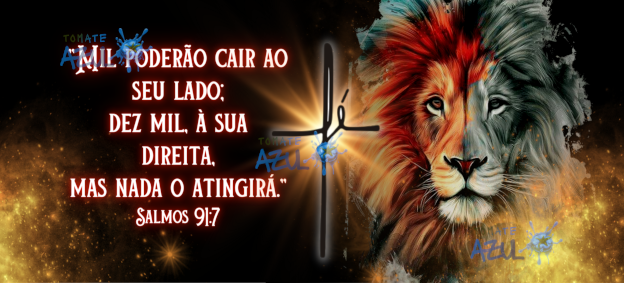 TOMATE
AZUL
"Mil poderão cair ao
seu lado;
dez mil, à sua
direita,
mas nada o atingirá."
Salmos 91:7
fé
TOMATE
AZUL
TOMATE
AZUL